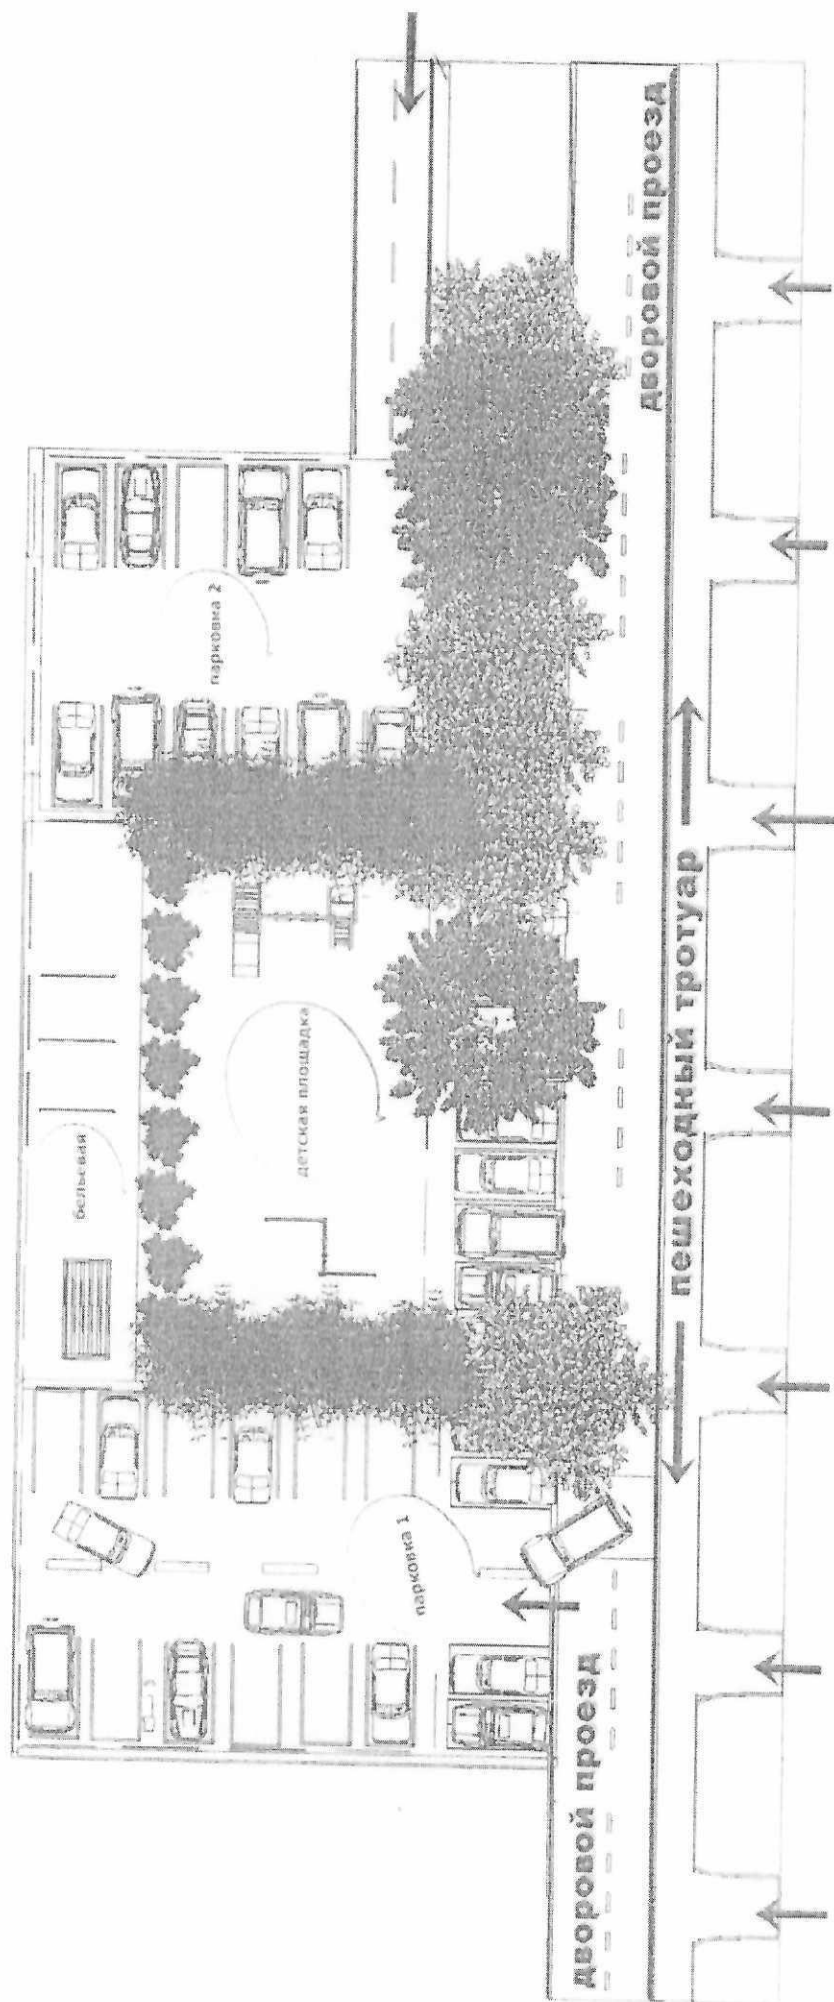 дворовой проезд
парковка 2
пешеходный тротуар
детская площадка
бельевая
парковка 1
дворовой проезд